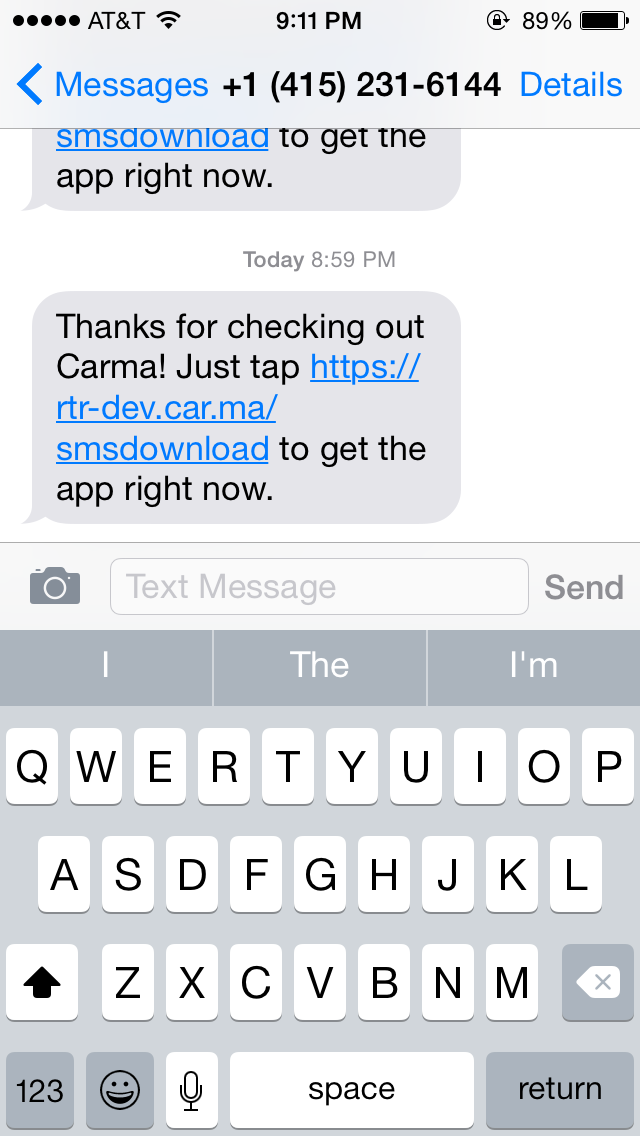 AT&T 9:11 PM 89%
Messages +1 (415) 231-6144 Details
smsdownload to get the
app right now.
Today 8:59 PM
Thanks for checking out
Carma! Just tap https://
rtr-dev.car.ma/
smsdownload to get the
app right now.
Text Message Send
I The I'm
Q W E R T Y U I O P
A S D F G H J K L
Z X C V B N M
123 space return